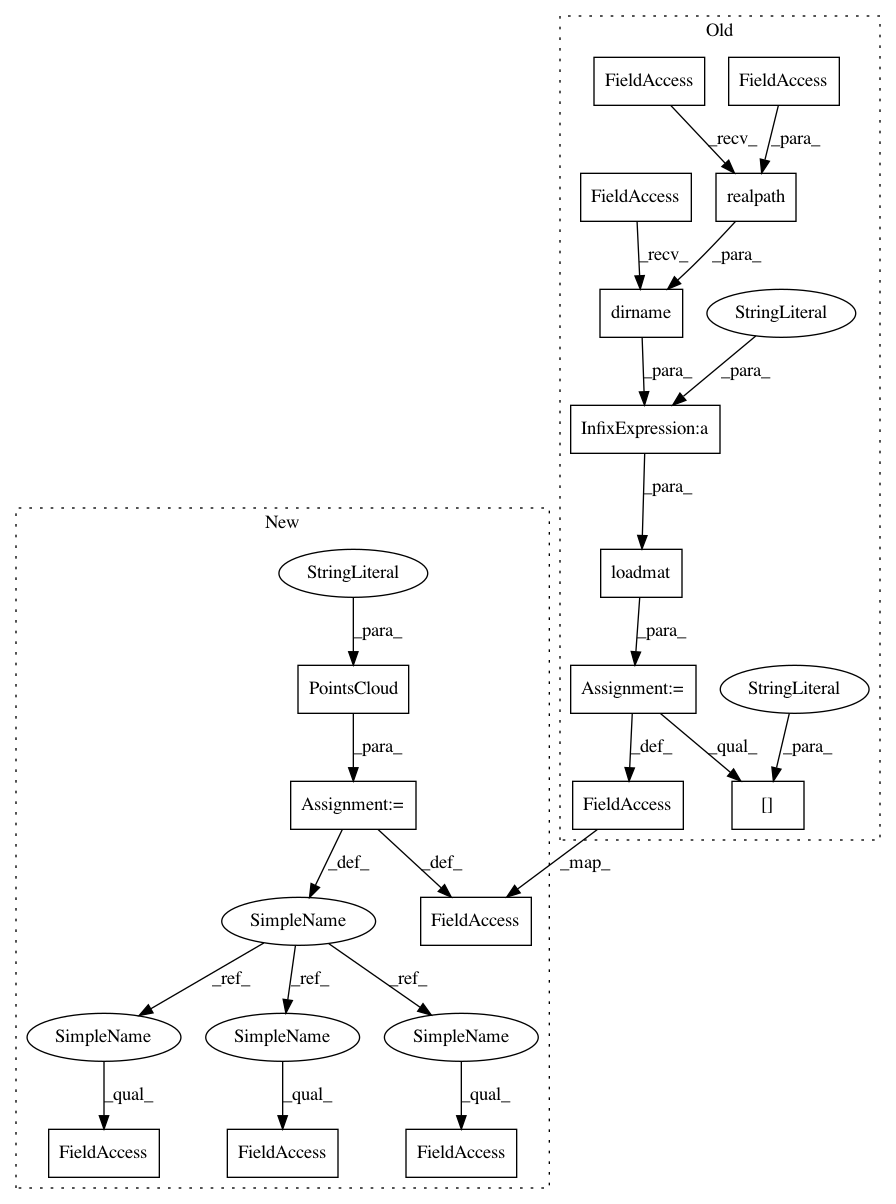 Old
FieldAccess FieldAccess
_recv_ _para_
FieldAccess realpath
_recv_ _para_
dirname StringLiteral
_para_ _para_
InfixExpression:a
_para_
New
StringLiteral loadmat
_para_ _para_
PointsCloud Assignment:= StringLiteral
_para_ _def_ _qual_ _para_
Assignment:= FieldAccess []
_def_ _def_ _map_
SimpleName FieldAccess
_ref_ _ref_ _ref_
SimpleName SimpleName SimpleName
_qual_ _qual_ _qual_
FieldAccess FieldAccess FieldAccess